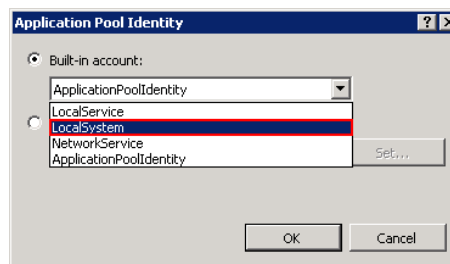 Application Pool Identity
Built-in account:
ApplicationPoolIdentity
LocalService
LocalSystem
NetworkService
ApplicationPoolIdentity
Set...
OK
Cancel